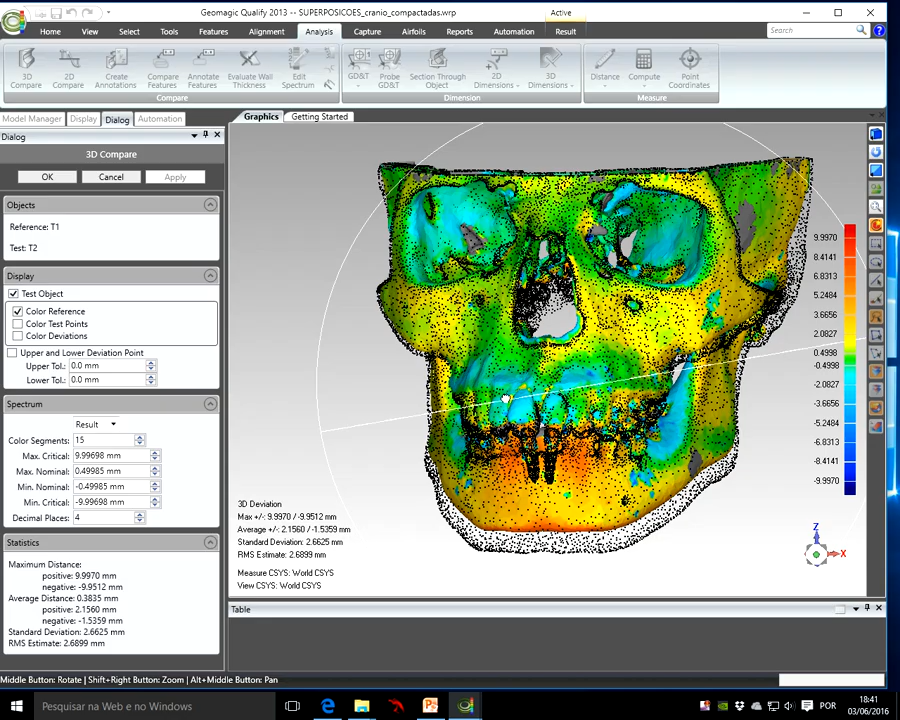 Geomagic Qualify 2013 -- SUPERPOSICOES_cranio_compactadas.wrp
Active
Home View Select Tools Features Alignment Analysis Capture Airfoils Reports Automation Result
Search
3D Compare
2D Compare
Create Annotations
Compare Features
Annotate Features
Evaluate Wall Thickness
Edit Spectrum
GD&T
Probe GD&T
Section Through Object
2D Dimensions
3D Dimensions
Distance
Compute
Point Coordinates
Compare
Dimension
Measure
Model Manager Display Dialog Automation
Graphics Getting Started
Dialog
3D Compare
OK Cancel Apply
Objects
Reference: T1
Test: T2
Display
Test Object
Color Reference
Color Test Points
Color Deviations
Upper and Lower Deviation Point
Upper Tol.: 0.0 mm
Lower Tol.: 0.0 mm
Spectrum
Result
Color Segments: 15
Max. Critical: 9.99698 mm
Max. Nominal: 0.49985 mm
Min. Nominal: -0.49985 mm
Min. Critical: -9.99698 mm
Decimal Places: 4
Statistics
Maximum Distance:
positive: 9.9970 mm
negative: -9.9512 mm
Average Distance: 0.3835 mm
positive: 2.1560 mm
negative: -1.5359 mm
Standard Deviation: 2.6625 mm
RMS Estimate: 2.6899 mm
9.9970
8.4141
6.8313
5.2484
3.6656
2.0827
0.4998
-0.4998
-2.0827
-3.6656
-5.2484
-6.8313
-8.4141
-9.9970
3D Deviation
Max +/-: 9.9970 / -9.9512 mm
Average +/-: 2.1560 / -1.5359 mm
Standard Deviation: 2.6625 mm
RMS Estimate: 2.6899 mm
Measure CSYS: World CSYS
View CSYS: World CSYS
Z
X
Table
Middle Button: Rotate | Shift+Right Button: Zoom | Alt+Middle Button: Pan
Pesquisar na Web e no Windows
POR
18:41
03/06/2016